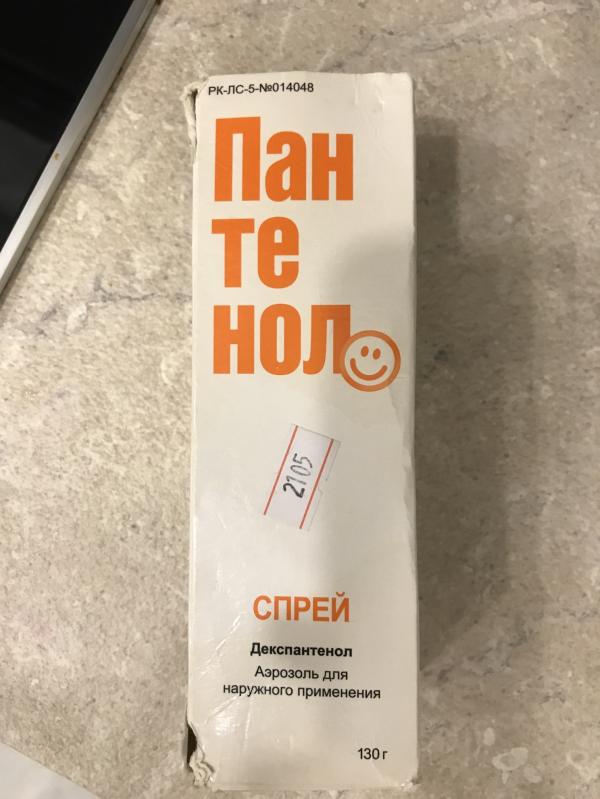 РК-ЛС-5-№014048
Пан
те
нол
2105
СПРЕЙ
Декспантенол
Аэрозоль для
наружного применения
130 г